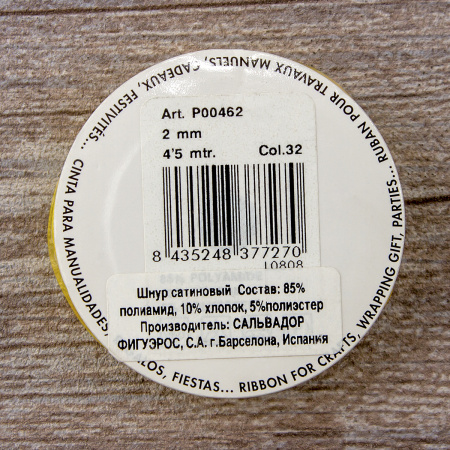 CINTA PARA MANUALIDADES, FIESTAS... RIBBON FOR CRAFTS, WRAPPING GIFT, PARTIES... RUBAN POUR TRAVAUX MANUELS, CADEAUX, FESTIVITÉS...
Art. P00462
2 mm
4'5 mtr. Col.32
8 435248 377270
10808
85% POLYAMIDE
Шнур сатиновый Состав: 85%
полиамид, 10% хлопок, 5%полиэстер
Производитель: САЛЬВАДОР
ФИГУЭРОС, С.А. г.Барселона, Испания